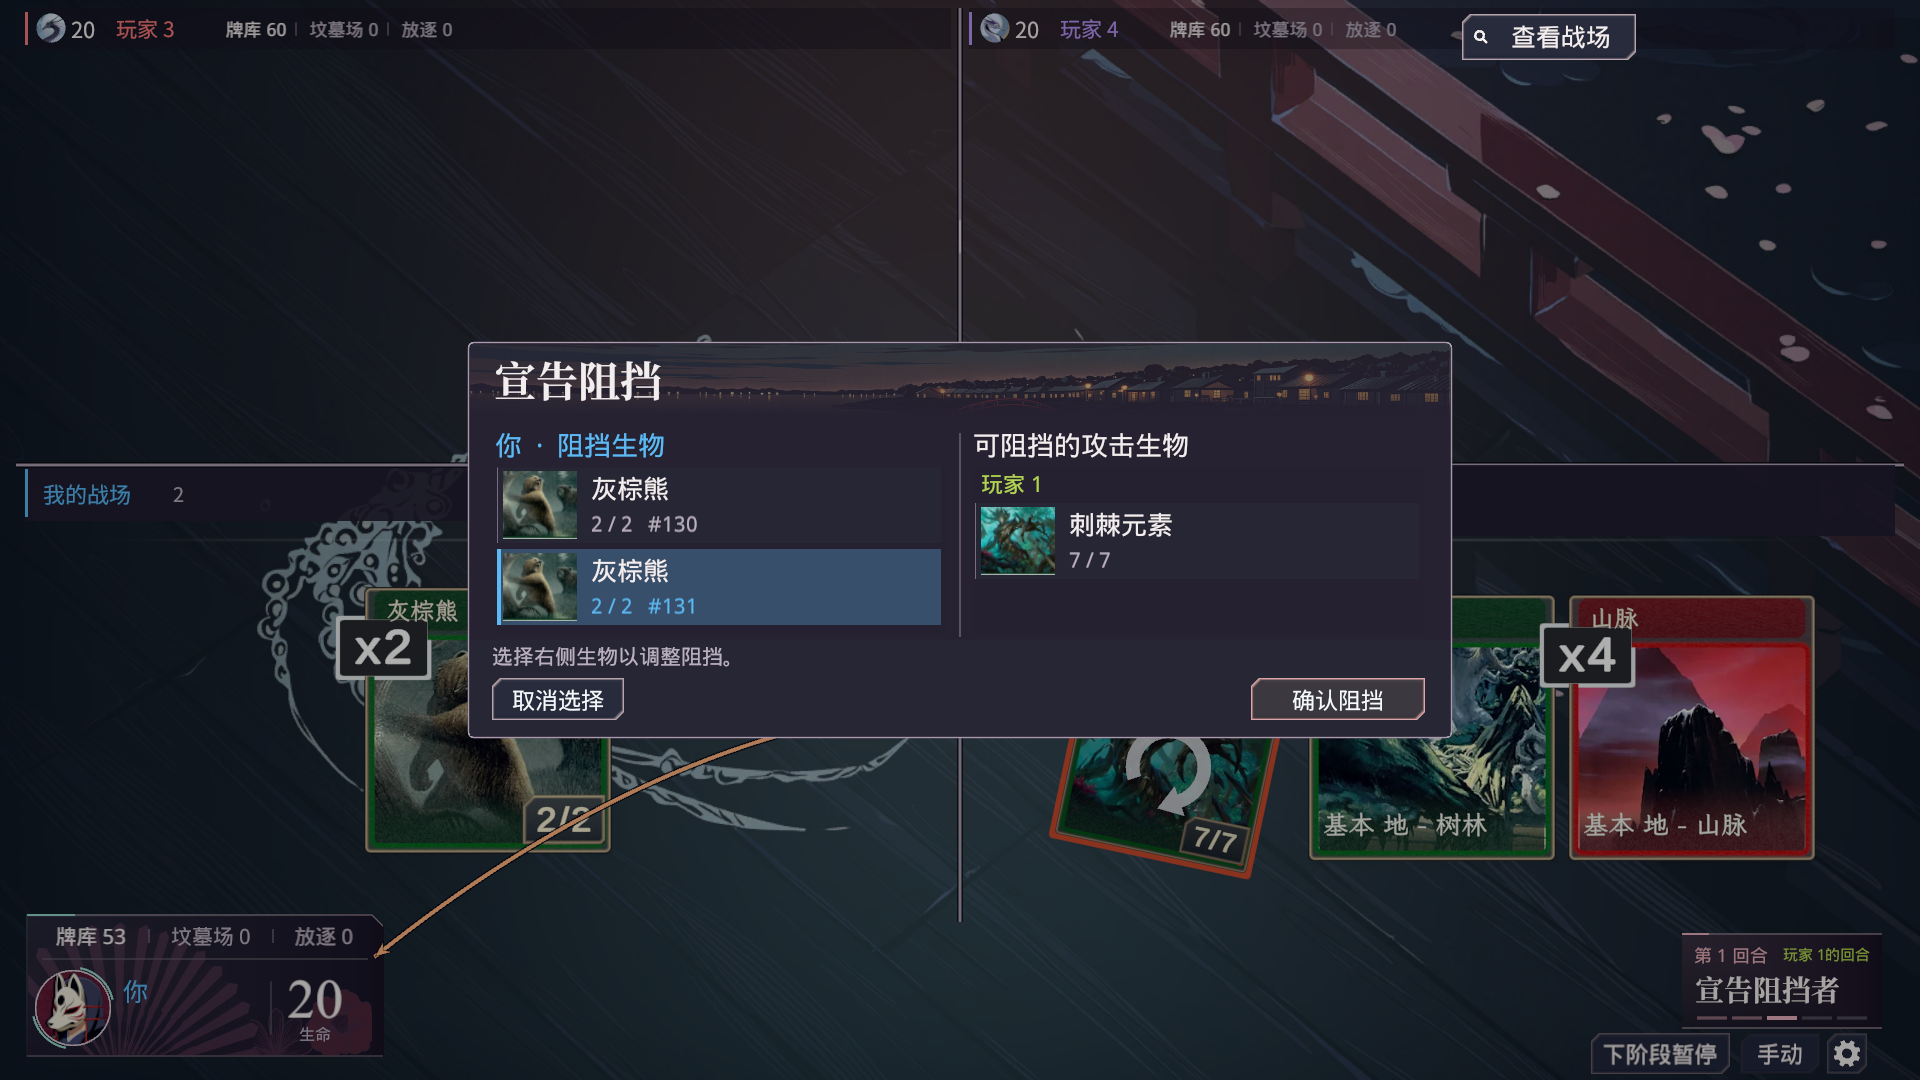 20 玩家 3 牌库 60 坟墓场 0 放逐 0
20 玩家 4 牌库 60 坟墓场 0 放逐 0
查看战场
我的战场 2
宣告阻挡
你 · 阻挡生物
灰棕熊
2 / 2 #130
灰棕熊
2 / 2 #131
可阻挡的攻击生物
玩家 1
刺棘元素
7 / 7
选择右侧生物以调整阻挡。
取消选择
确认阻挡
灰棕熊
x2
2/2
7/7
基本 地 - 树林
山脉
x4
基本 地 - 山脉
牌库 53 坟墓场 0 放逐 0
你
20
生命
第 1 回合 玩家 1的回合
宣告阻挡者
下阶段暂停
手动